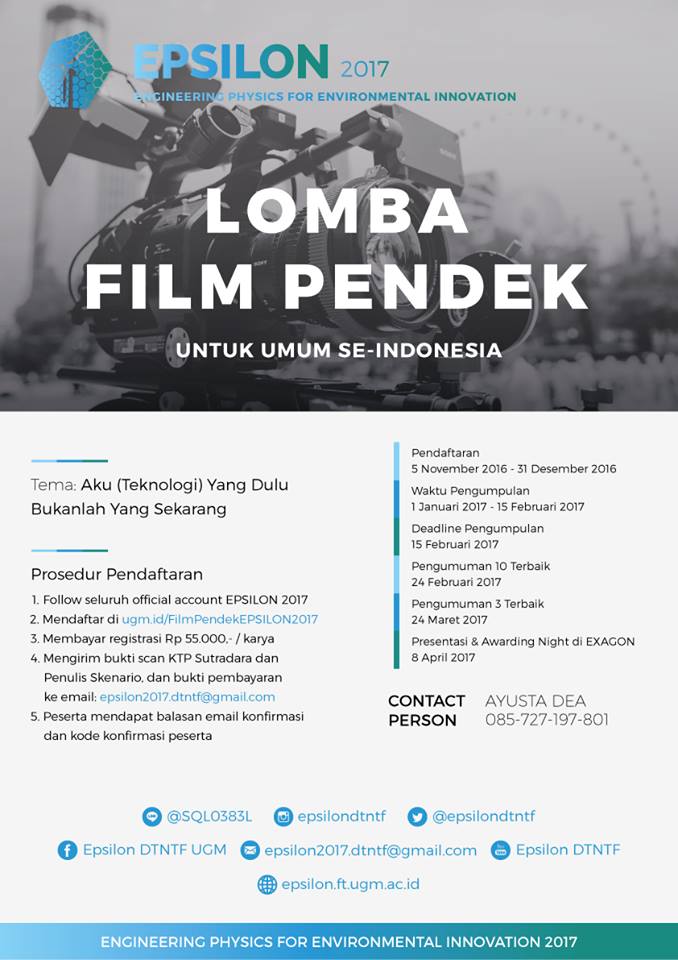 EPSILON 2017
ENGINEERING PHYSICS FOR ENVIRONMENTAL INNOVATION
LOMBA
FILM PENDEK
UNTUK UMUM SE-INDONESIA
Tema: Aku (Teknologi) Yang Dulu
Bukanlah Yang Sekarang
Prosedur Pendaftaran
1. Follow seluruh official account EPSILON 2017
2. Mendaftar di ugm.id/FilmPendekEPSILON2017
3. Membayar registrasi Rp 55.000,- / karya
4. Mengirim bukti scan KTP Sutradara dan
Penulis Skenario, dan bukti pembayaran
ke email: epsilon2017.dtntf@gmail.com
5. Peserta mendapat balasan email konfirmasi
dan kode konfirmasi peserta
Pendaftaran
5 November 2016 - 31 Desember 2016
Waktu Pengumpulan
1 Januari 2017 - 15 Februari 2017
Deadline Pengumpulan
15 Februari 2017
Pengumuman 10 Terbaik
24 Februari 2017
Pengumuman 3 Terbaik
24 Maret 2017
Presentasi & Awarding Night di EXAGON
8 April 2017
CONTACT PERSON
AYUSTA DEA
085-727-197-801
@SQL0383L epsilondtntf @epsilondtntf
Epsilon DTNTF UGM epsilon2017.dtntf@gmail.com Epsilon DTNTF
epsilon.ft.ugm.ac.id
ENGINEERING PHYSICS FOR ENVIRONMENTAL INNOVATION 2017